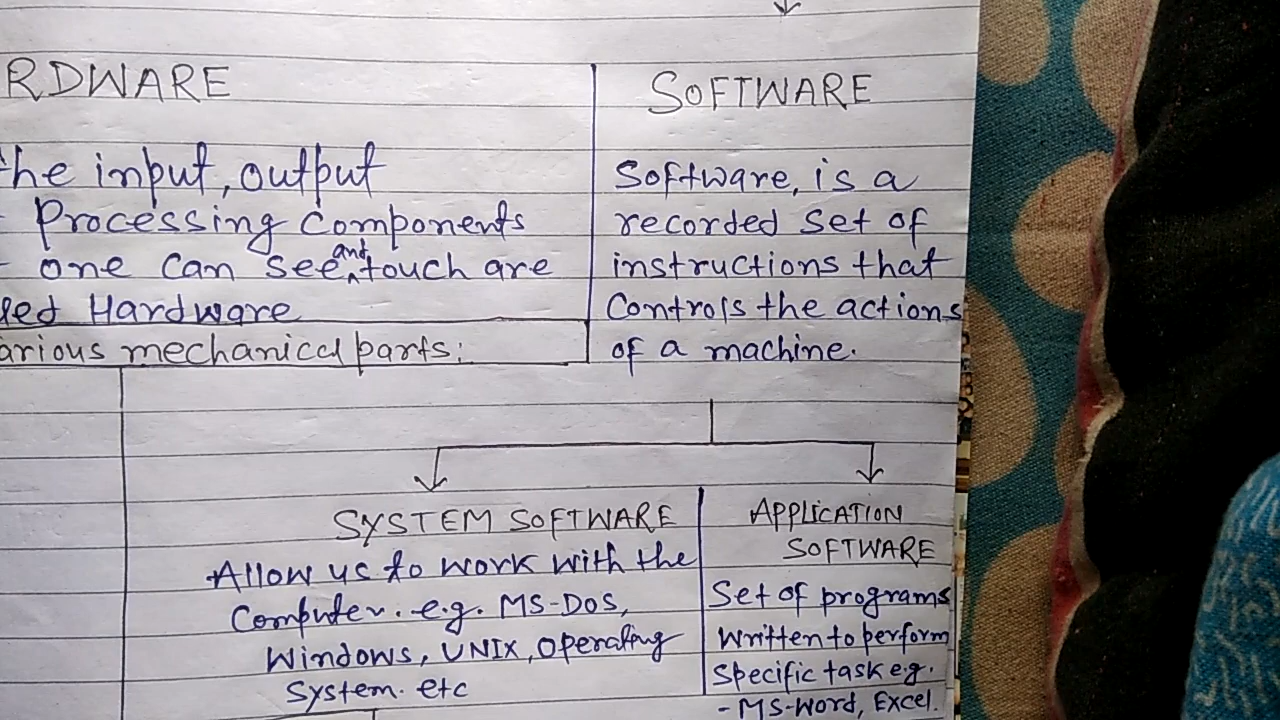 RDWARE
the input, output
Processing Components
one can see and touch are
led Hardware
arious mechanical parts:
SOFTWARE
Software, is a
recorded set of
instructions that
Controls the actions
of a machine.
SYSTEM SOFTWARE
Allow us to work with the
Computer. e.g. MS-DOS,
Windows, UNIX, Operating
System. etc
APPLICATION
SOFTWARE
Set of programs
Written to perform
Specific task e.g.
- MS-Word, Excel.